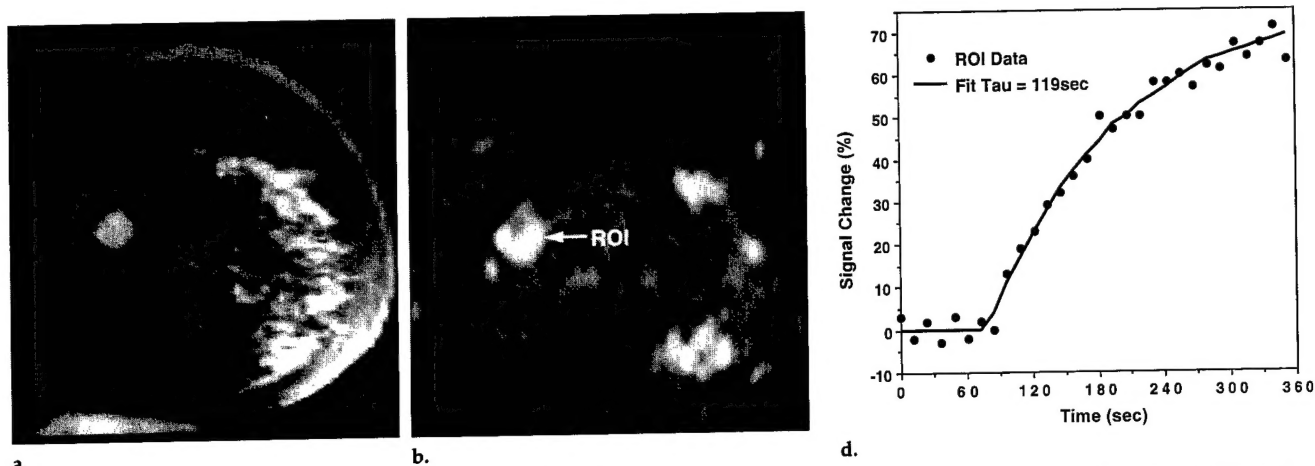 ROI
70
60
50
40
30
20
10
0
-10
Signal Change (%)
ROI Data
Fit Tau = 119sec
0 60 120 180 240 300 360
Time (sec)
a.
b.
d.